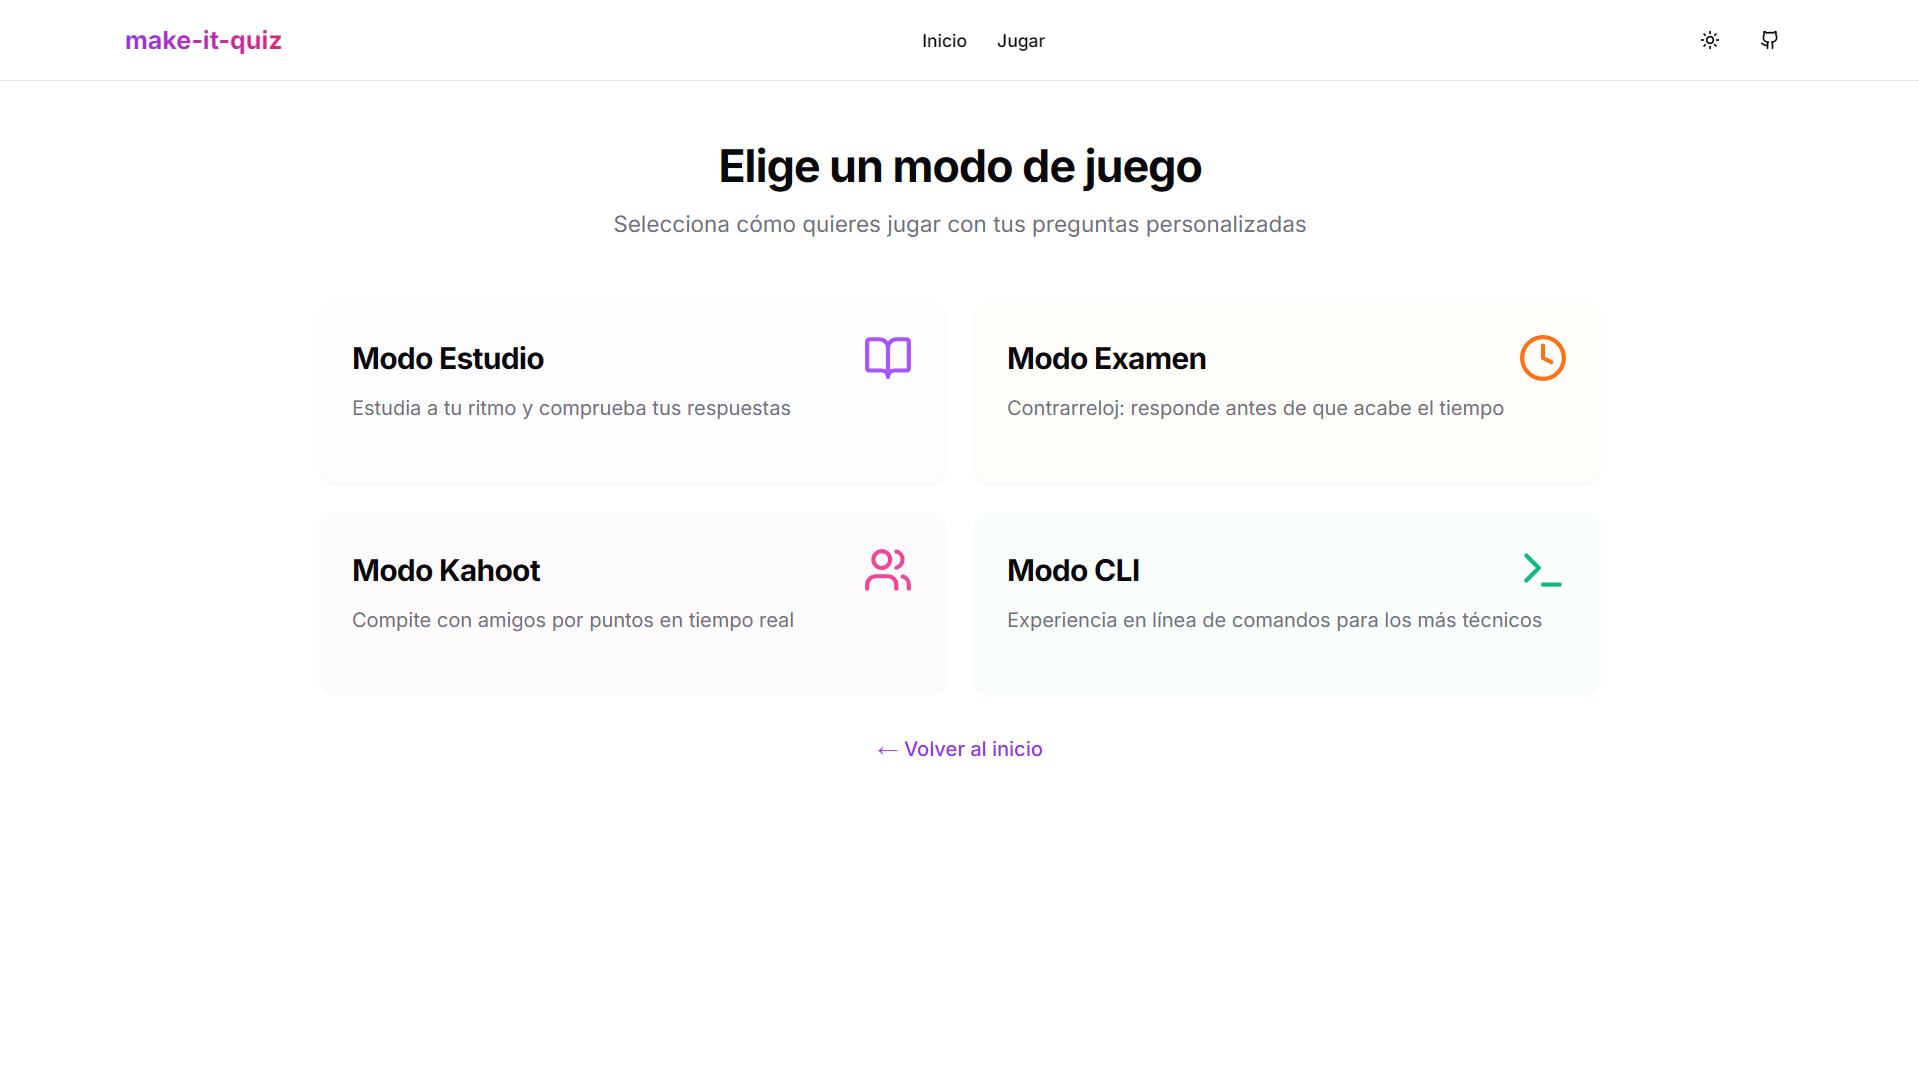 make-it-quiz
Inicio
Jugar
Elige un modo de juego
Selecciona cómo quieres jugar con tus preguntas personalizadas
Modo Estudio
Estudia a tu ritmo y comprueba tus respuestas
Modo Examen
Contrarreloj: responde antes de que acabe el tiempo
Modo Kahoot
Compite con amigos por puntos en tiempo real
Modo CLI
Experiencia en línea de comandos para los más técnicos
← Volver al inicio